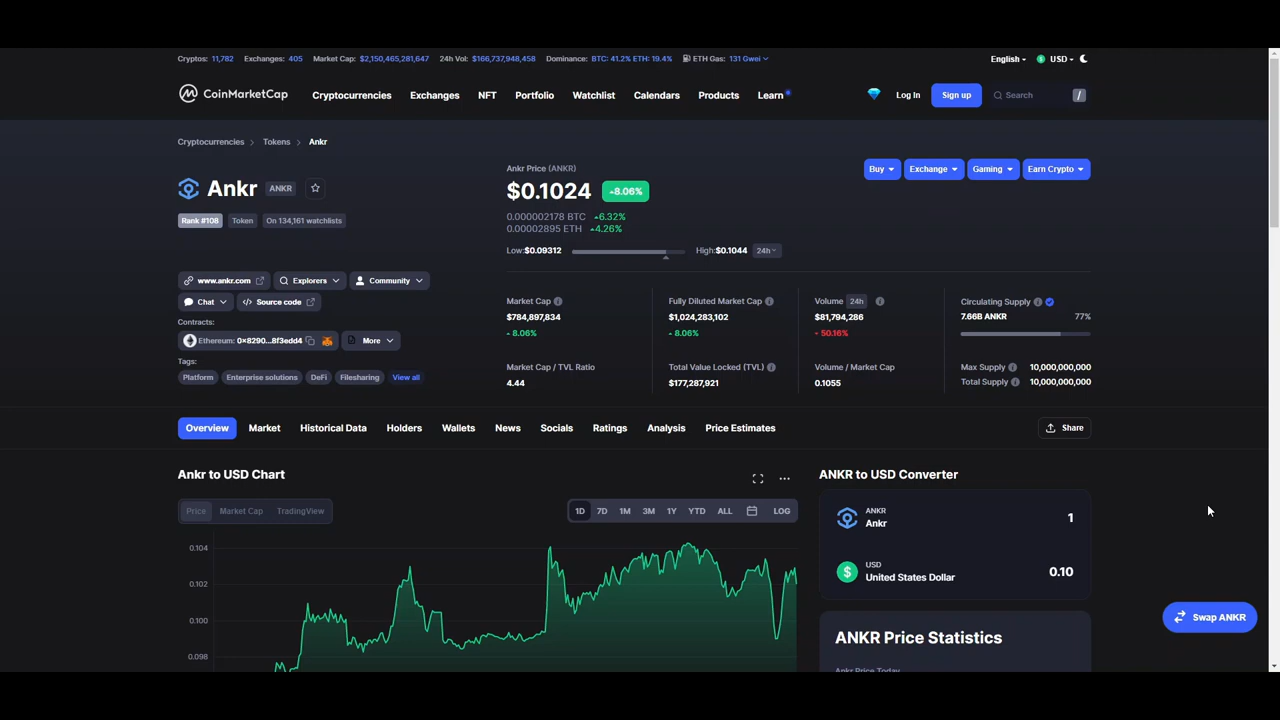 Cryptos: 11,782 Exchanges: 405 Market Cap: $2,150,465,281,647 24h Vol: $166,737,948,458 Dominance: BTC: 41.2% ETH: 19.4% ETH Gas: 131 Gwei English USD
CoinMarketCap Cryptocurrencies Exchanges NFT Portfolio Watchlist Calendars Products Learn Log In Sign up Search /
Cryptocurrencies Tokens Ankr
Ankr ANKR
Rank #108 Token On 134,161 watchlists
www.ankr.com Explorers Community
Chat Source code
Contracts:
Ethereum: 0x8290...8f3edd4 More
Tags:
Platform Enterprise solutions DeFi Filesharing View all
Ankr Price (ANKR)
$0.1024 8.06%
0.000002178 BTC 6.32%
0.00002895 ETH 4.26%
Low:$0.09312 High:$0.1044 24h
Buy Exchange Gaming Earn Crypto
Market Cap
$784,897,834
8.06%
Market Cap / TVL Ratio
4.44
Fully Diluted Market Cap
$1,024,283,102
8.06%
Total Value Locked (TVL)
$177,287,921
Volume 24h
$81,794,286
50.16%
Volume / Market Cap
0.1055
Circulating Supply
7.66B ANKR 77%
Max Supply 10,000,000,000
Total Supply 10,000,000,000
Overview Market Historical Data Holders Wallets News Socials Ratings Analysis Price Estimates Share
Ankr to USD Chart
Price Market Cap TradingView 1D 7D 1M 3M 1Y YTD ALL LOG
0.104
0.102
0.100
0.098
ANKR to USD Converter
ANKR
Ankr 1
USD
United States Dollar 0.10
Swap ANKR
ANKR Price Statistics
Ankr Price Today